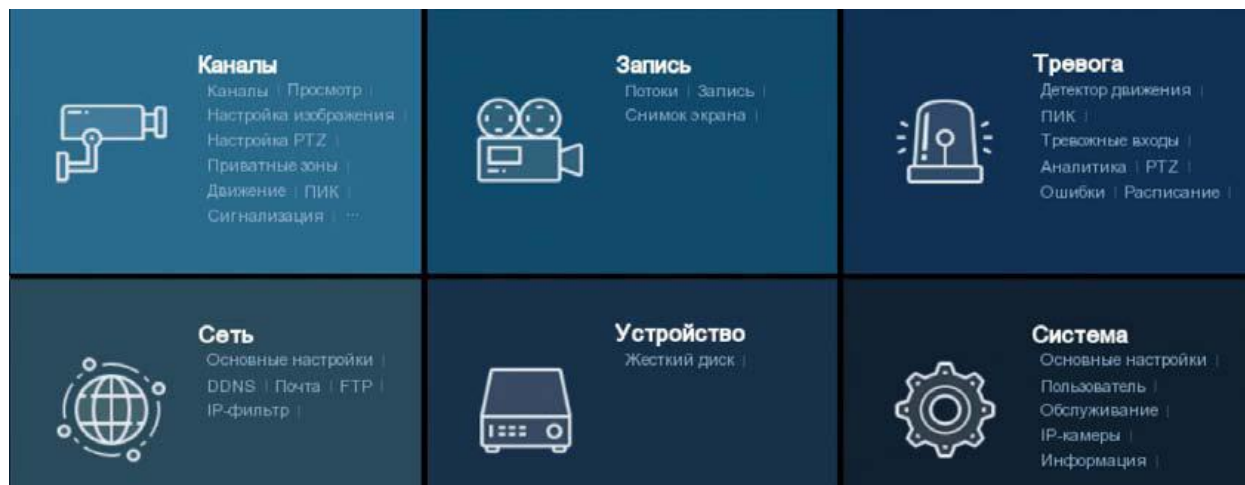 Каналы
Каналы | Просмотр |
Настройка изображения |
Настройка PTZ |
Приватные зоны |
Движение | ПИК |
Сигнализация | ...
Запись
Потоки | Запись |
Снимок экрана |
Тревога
Детектор движения |
ПИК |
Тревожные входы |
Аналитика | PTZ |
Ошибки | Расписание |
Сеть
Основные настройки |
DDNS | Почта | FTP |
IP-фильтр |
Устройство
Жесткий диск |
Система
Основные настройки |
Пользователь |
Обслуживание |
IP-камеры |
Информация |